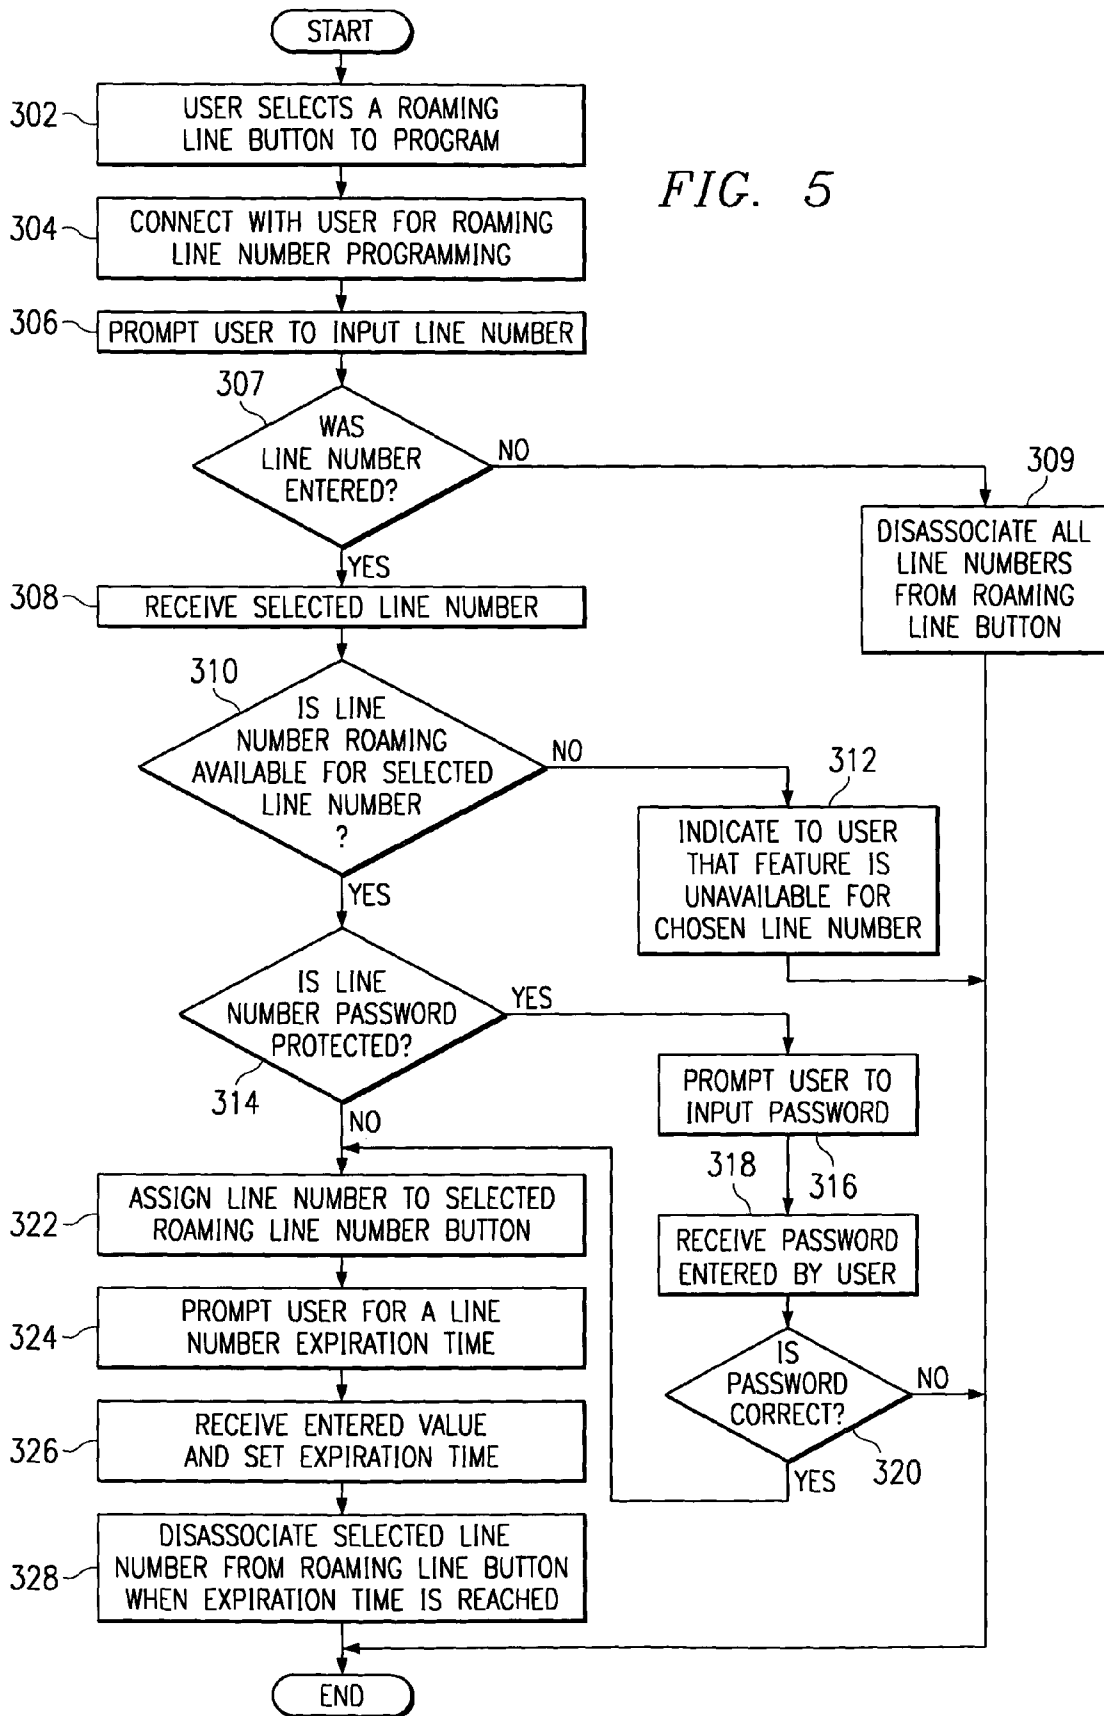 START
302
USER SELECTS A ROAMING
LINE BUTTON TO PROGRAM
FIG. 5
304
CONNECT WITH USER FOR ROAMING
LINE NUMBER PROGRAMMING
306
PROMPT USER TO INPUT LINE NUMBER
307
WAS
LINE NUMBER
ENTERED?
NO
YES
309
DISASSOCIATE ALL
LINE NUMBERS
FROM ROAMING
LINE BUTTON
308
RECEIVE SELECTED LINE NUMBER
310
IS LINE
NUMBER ROAMING
AVAILABLE FOR SELECTED
LINE NUMBER
?
NO
YES
312
INDICATE TO USER
THAT FEATURE IS
UNAVAILABLE FOR
CHOSEN LINE NUMBER
IS LINE
NUMBER PASSWORD
PROTECTED?
314
YES
NO
PROMPT USER TO
INPUT PASSWORD
316
318
RECEIVE PASSWORD
ENTERED BY USER
IS
PASSWORD
CORRECT?
320
NO
YES
322
ASSIGN LINE NUMBER TO SELECTED
ROAMING LINE NUMBER BUTTON
324
PROMPT USER FOR A LINE
NUMBER EXPIRATION TIME
326
RECEIVE ENTERED VALUE
AND SET EXPIRATION TIME
328
DISASSOCIATE SELECTED LINE
NUMBER FROM ROAMING LINE BUTTON
WHEN EXPIRATION TIME IS REACHED
END